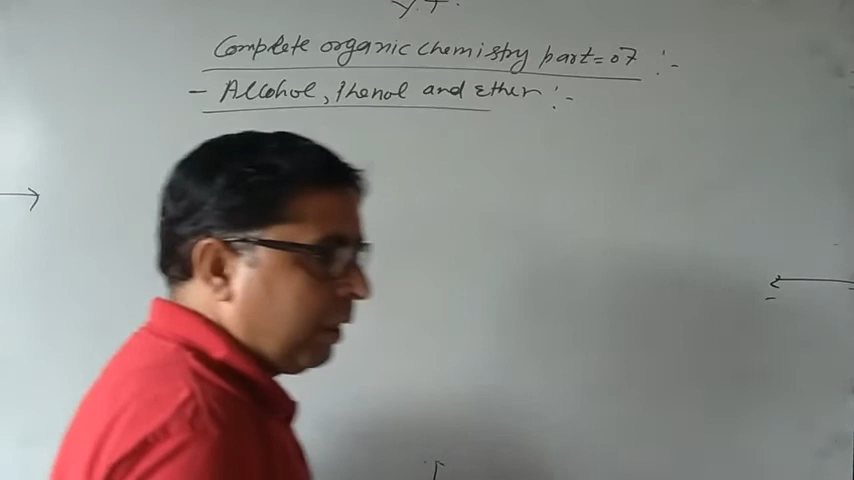 Y.T.
Complete organic chemistry part = 07 :-
- Alcohol, Phenol and Ether :-